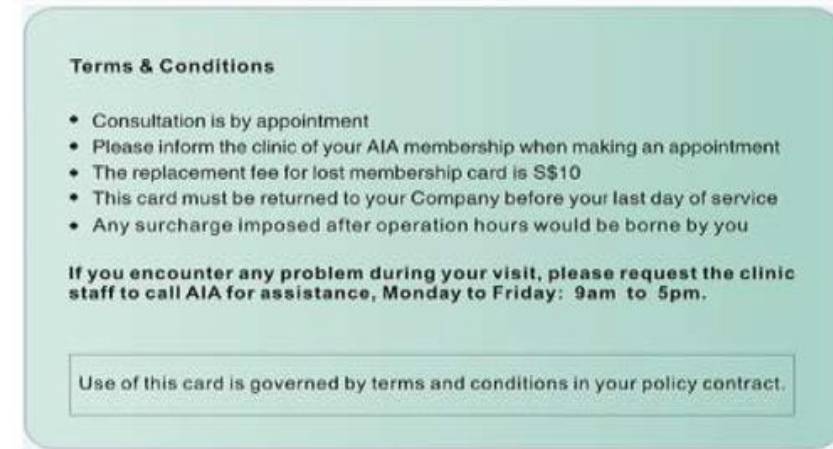 Terms & Conditions
• Consultation is by appointment
• Please inform the clinic of your AIA membership when making an appointment
• The replacement fee for lost membership card is S$10
• This card must be returned to your Company before your last day of service
• Any surcharge imposed after operation hours would be borne by you
If you encounter any problem during your visit, please request the clinic
staff to call AIA for assistance, Monday to Friday: 9am to 5pm.
Use of this card is governed by terms and conditions in your policy contract.